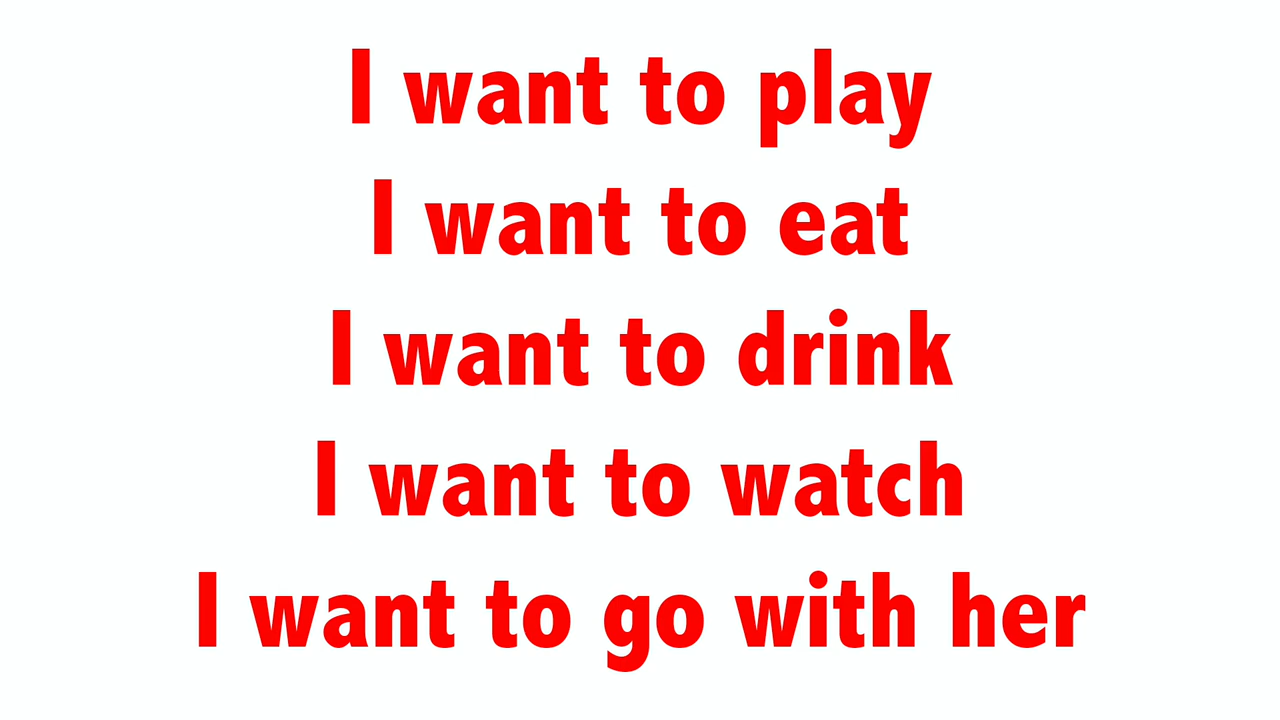 I want to play
I want to eat
I want to drink
I want to watch
I want to go with her